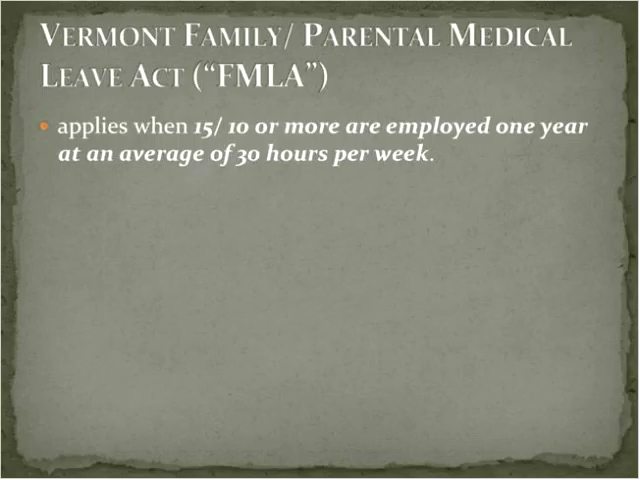 VERMONT FAMILY/ PARENTAL MEDICAL
LEAVE ACT (“FMLA”)
• applies when 15/ 10 or more are employed one year
at an average of 30 hours per week.